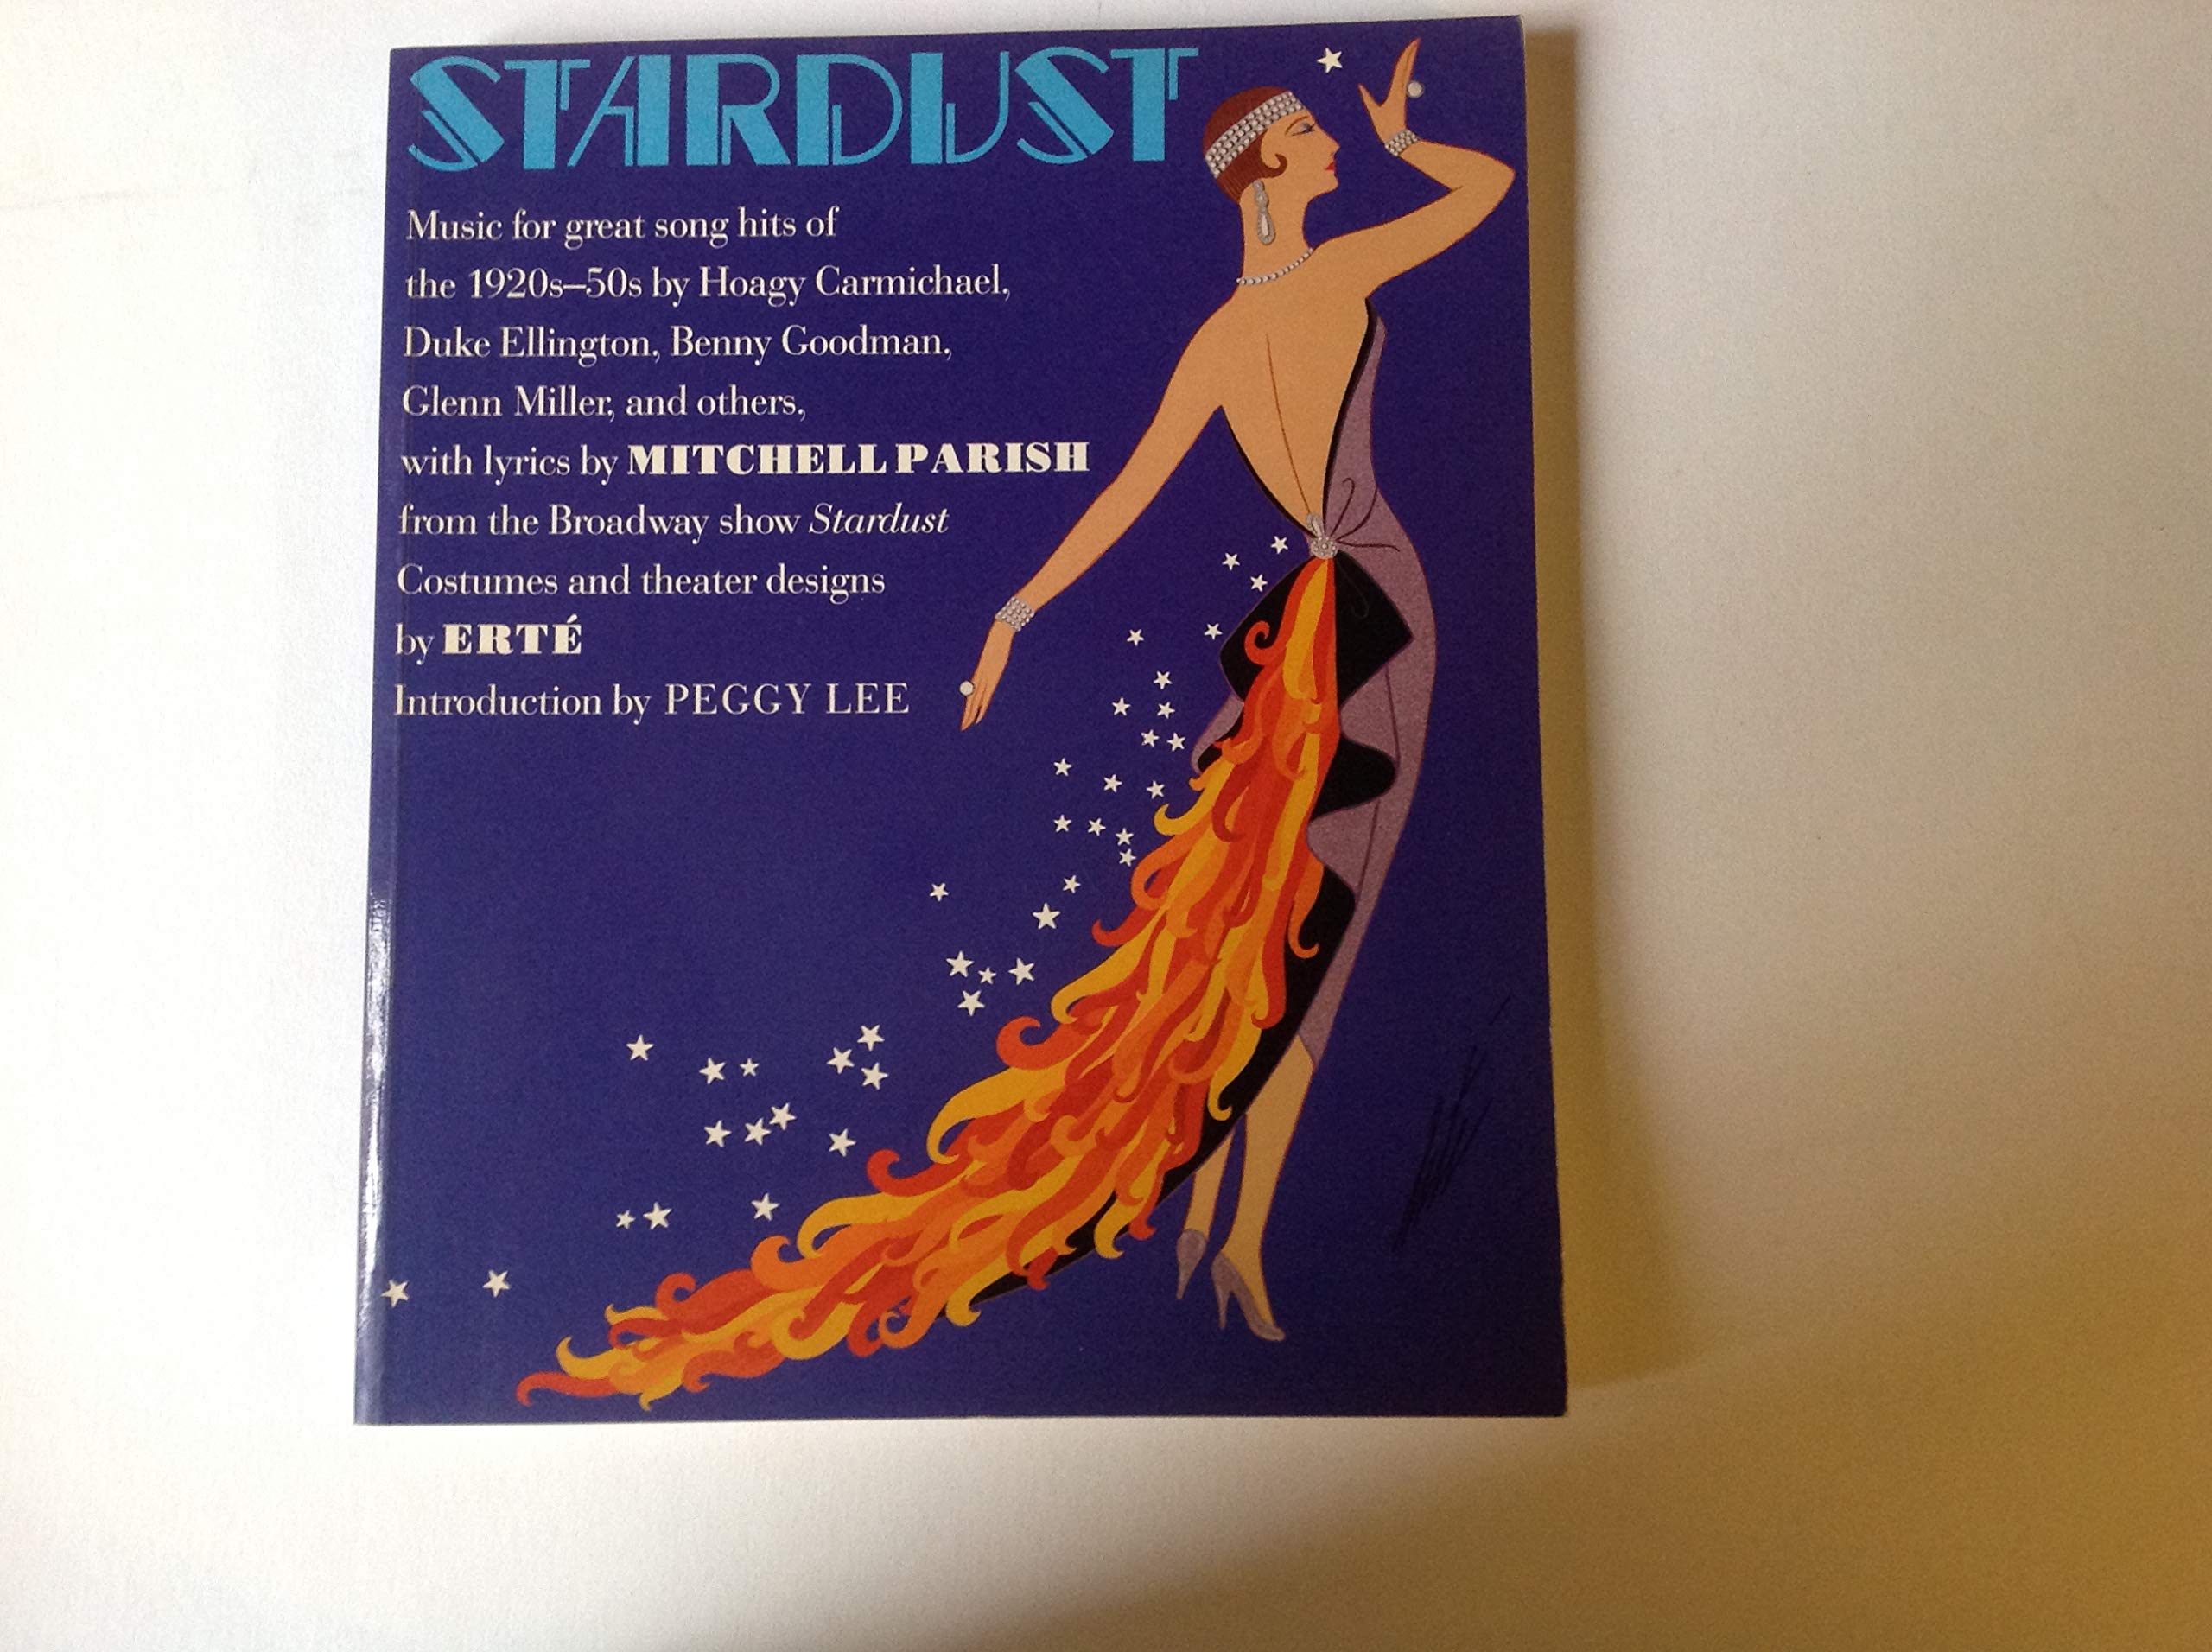 STARDUST
Music for great song hits of
the 1920s–50s by Hoagy Carmichael,
Duke Ellington, Benny Goodman,
Glenn Miller, and others,
with lyrics by MITCHELL PARISH
from the Broadway show Stardust
Costumes and theater designs
by ERTÉ
Introduction by PEGGY LEE